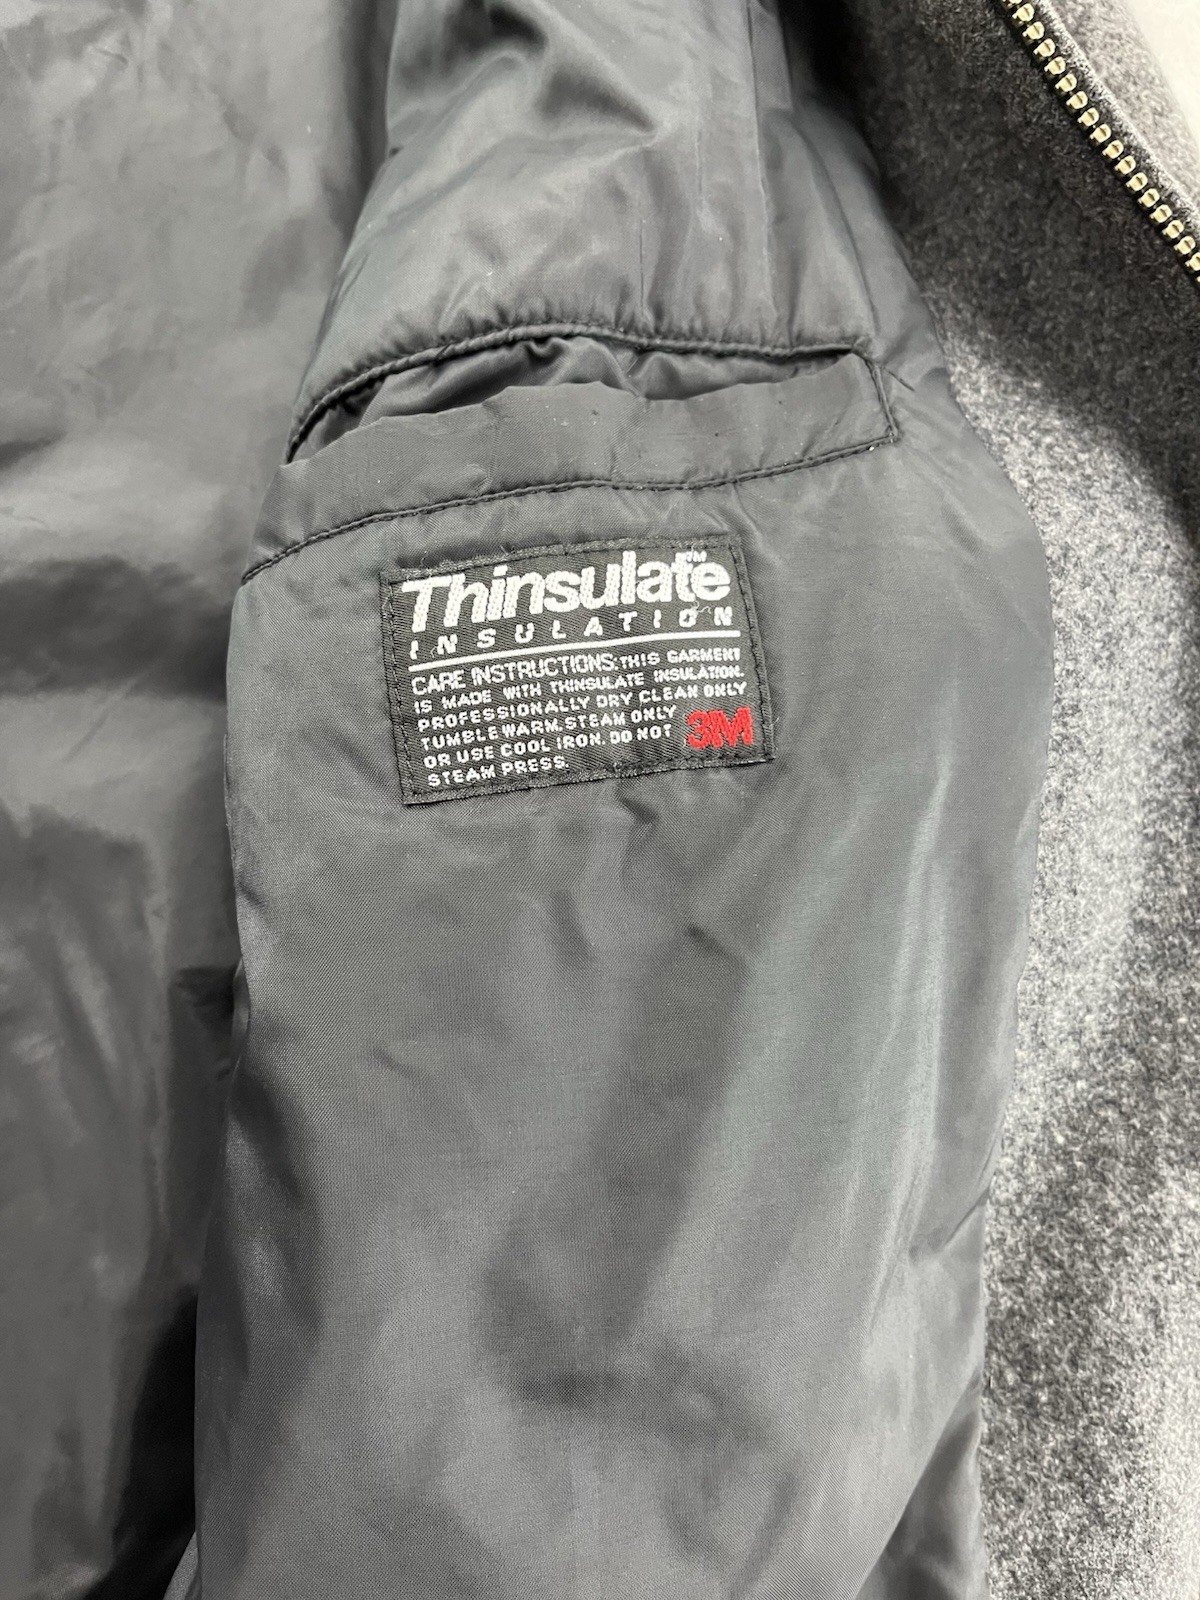 Thinsulate™
INSULATION
CARE INSTRUCTIONS: THIS GARMENT
IS MADE WITH THINSULATE INSULATION.
PROFESSIONALLY DRY CLEAN ONLY
TUMBLE WARM. STEAM ONLY
OR USE COOL IRON. DO NOT
STEAM PRESS.
3M